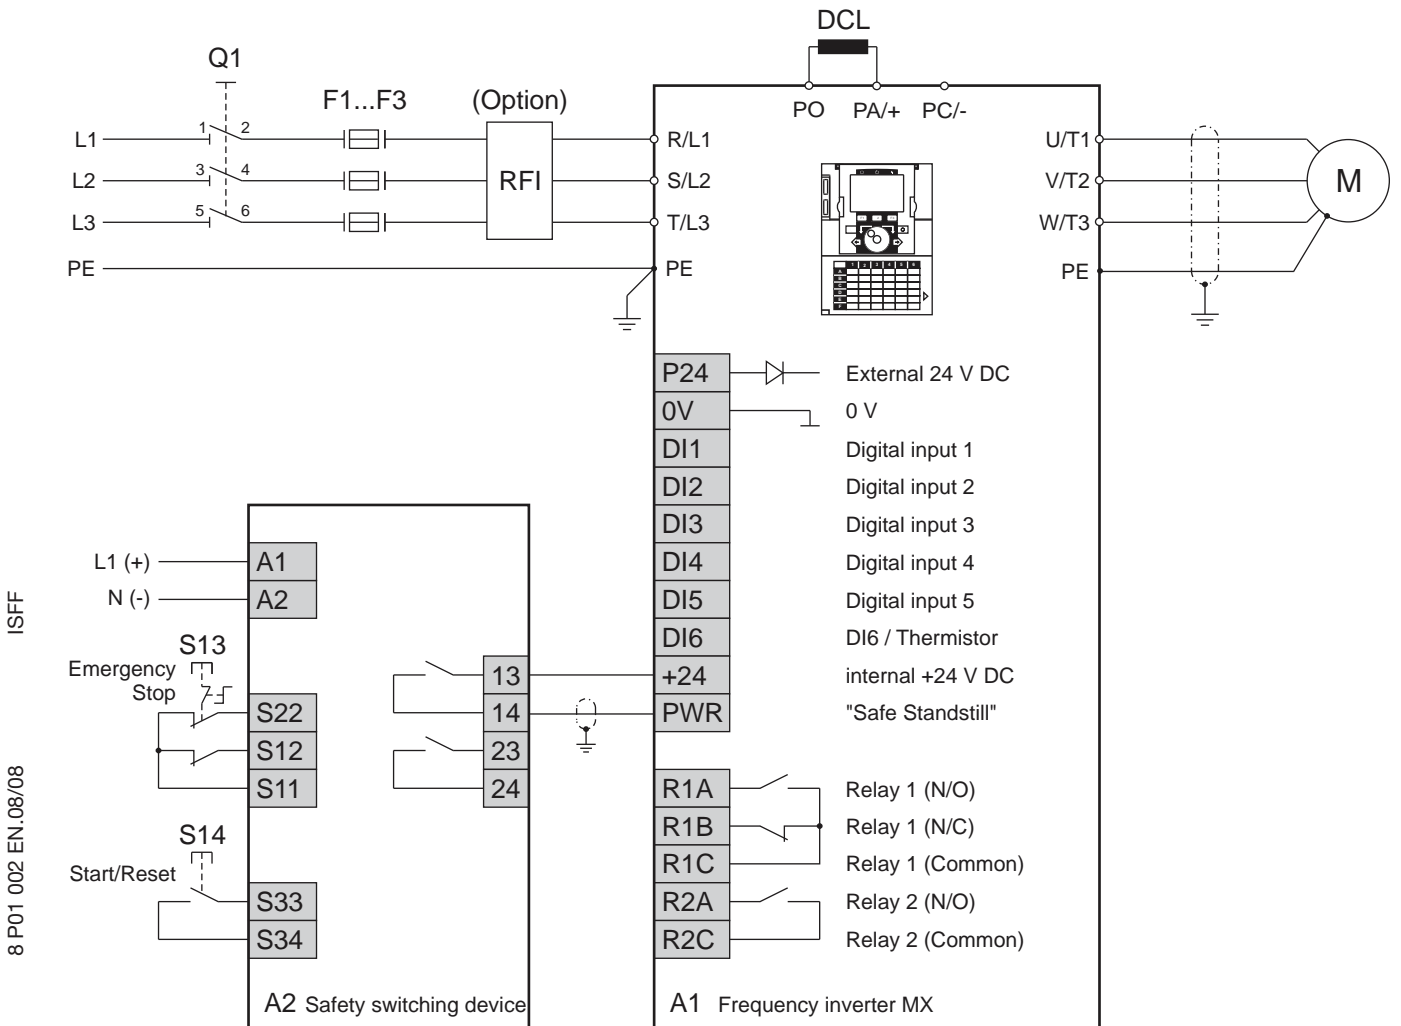 DCL
Q1
F1...F3 (Option)
PO PA/+ PC/-
L1 1 2 R/L1 U/T1
L2 3 4 RFI S/L2 V/T2 M
L3 5 6 T/L3 W/T3
PE PE PE
P24 External 24 V DC
0V 0 V
DI1 Digital input 1
DI2 Digital input 2
DI3 Digital input 3
L1 (+) A1 DI4 Digital input 4
N (-) A2 DI5 Digital input 5
S13 DI6 DI6 / Thermistor
Emergency 13 +24 internal +24 V DC
Stop S22 14 PWR "Safe Standstill"
S12 23
S11 24 R1A Relay 1 (N/O)
S14 R1B Relay 1 (N/C)
Start/Reset R1C Relay 1 (Common)
S33 R2A Relay 2 (N/O)
S34 R2C Relay 2 (Common)
A2 Safety switching device A1 Frequency inverter MX
8 P01 002 EN.08/08 ISFF